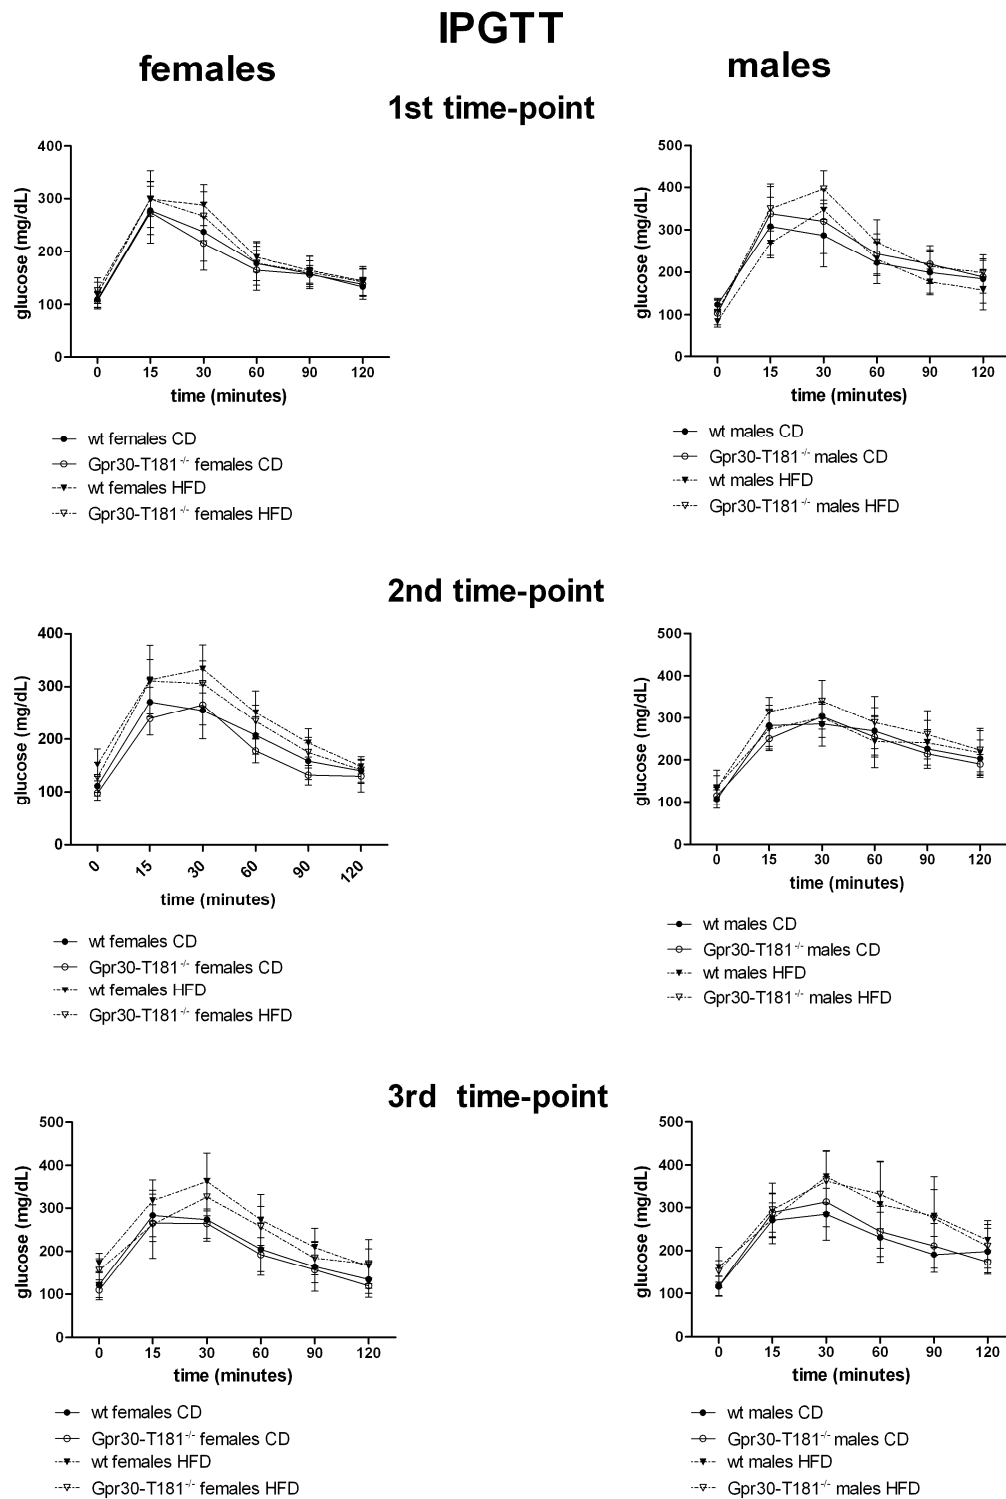 IPGTT
females
males
1st time-point
400
300
200
100
0
glucose (mg/dL)
0 15 30 60 90 120
time (minutes)
wt females CD
Gpr30-T181-/- females CD
wt females HFD
Gpr30-T181-/- females HFD
500
400
300
200
100
0
glucose (mg/dL)
0 15 30 60 90 120
time (minutes)
wt males CD
Gpr30-T181-/- males CD
wt males HFD
Gpr30-T181-/- males HFD
2nd time-point
400
300
200
100
0
glucose (mg/dL)
0 15 30 60 90 120
time (minutes)
wt females CD
Gpr30-T181-/- females CD
wt females HFD
Gpr30-T181-/- females HFD
500
400
300
200
100
0
glucose (mg/dL)
0 15 30 60 90 120
time (minutes)
wt males CD
Gpr30-T181-/- males CD
wt males HFD
Gpr30-T181-/- males HFD
3rd time-point
500
400
300
200
100
0
glucose (mg/dL)
0 15 30 60 90 120
time (minutes)
wt females CD
Gpr30-T181-/- females CD
wt females HFD
Gpr30-T181-/- females HFD
500
400
300
200
100
0
glucose (mg/dL)
0 15 30 60 90 120
time (minutes)
wt males CD
Gpr30-T181-/- males CD
wt males HFD
Gpr30-T181-/- males HFD